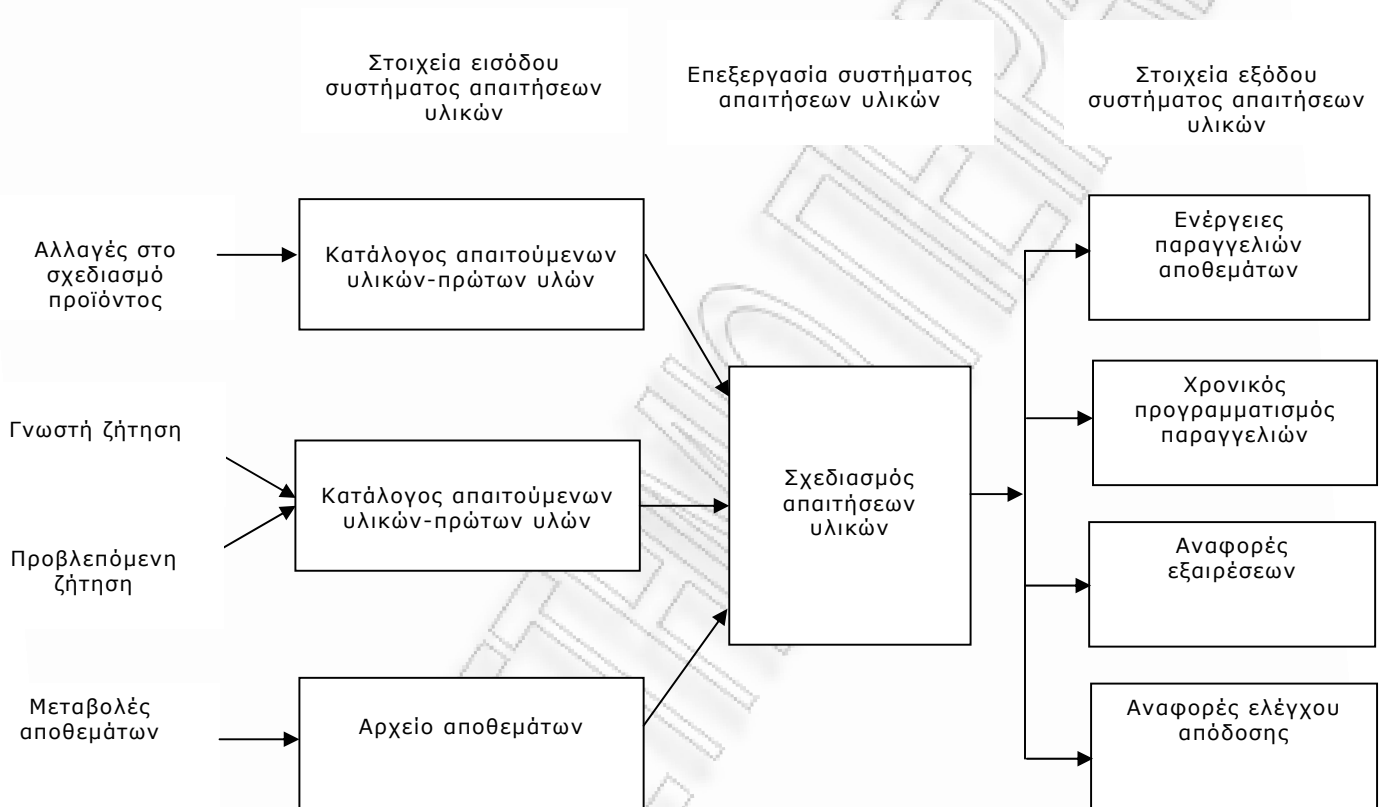 Στοιχεία εισόδου
συστήματος απαιτήσεων
υλικών
Επεξεργασία συστήματος
απαιτήσεων υλικών
Στοιχεία εξόδου
συστήματος απαιτήσεων
υλικών
Αλλαγές στο
σχεδιασμό
προϊόντος
Κατάλογος απαιτούμενων
υλικών-πρώτων υλών
Ενέργειες
παραγγελιών
αποθεμάτων
Γνωστή ζήτηση
Προβλεπόμενη
ζήτηση
Κατάλογος απαιτούμενων
υλικών-πρώτων υλών
Σχεδιασμός
απαιτήσεων
υλικών
Χρονικός
προγραμματισμός
παραγγελιών
Αναφορές
εξαιρέσεων
Μεταβολές
αποθεμάτων
Αρχείο αποθεμάτων
Αναφορές ελέγχου
απόδοσης